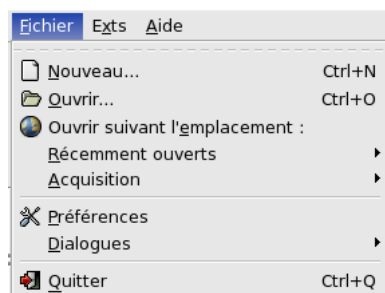 Fichier Exts Aide
Nouveau... Ctrl+N
Ouvrir... Ctrl+O
Ouvrir suivant l'emplacement :
Récemment ouverts
Acquisition
Préférences
Dialogues
Quitter Ctrl+Q